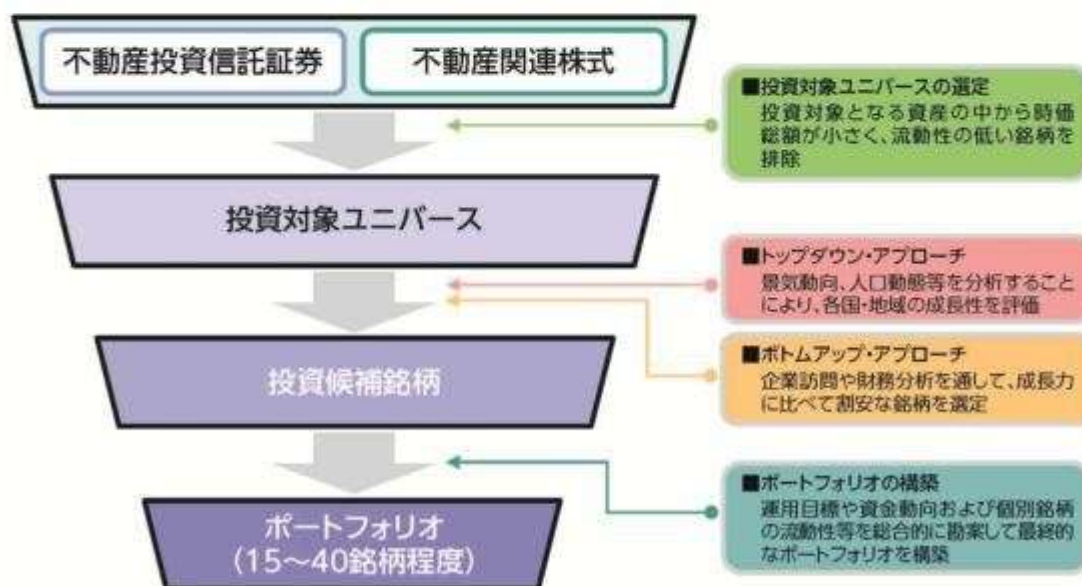 不動産投資信託証券
不動産関連株式
■投資対象ユニバースの選定
投資対象となる資産の中から時価
総額が小さく、流動性の低い銘柄を
排除
投資対象ユニバース
■トップダウン・アプローチ
景気動向、人口動態等を分析すること
により、各国・地域の成長性を評価
■ボトムアップ・アプローチ
企業訪問や財務分析を通して、成長力
に比べて割安な銘柄を選定
投資候補銘柄
■ポートフォリオの構築
運用目標や資金動向および個別銘柄
の流動性等を総合的に勘案して最終的
なポートフォリオを構築
ポートフォリオ
(15～40銘柄程度)